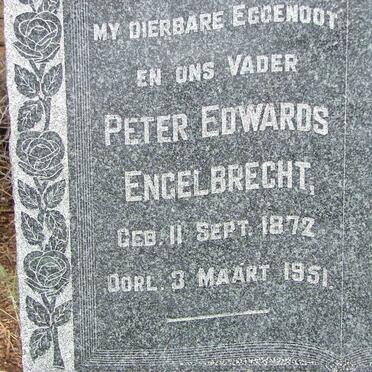 MY DIERBARE EGGENOOT
EN ONS VADER
PETER EDWARDS
ENGELBRECHT,
GEB. 11 SEPT. 1872
OORL. 3 MAART 1951.